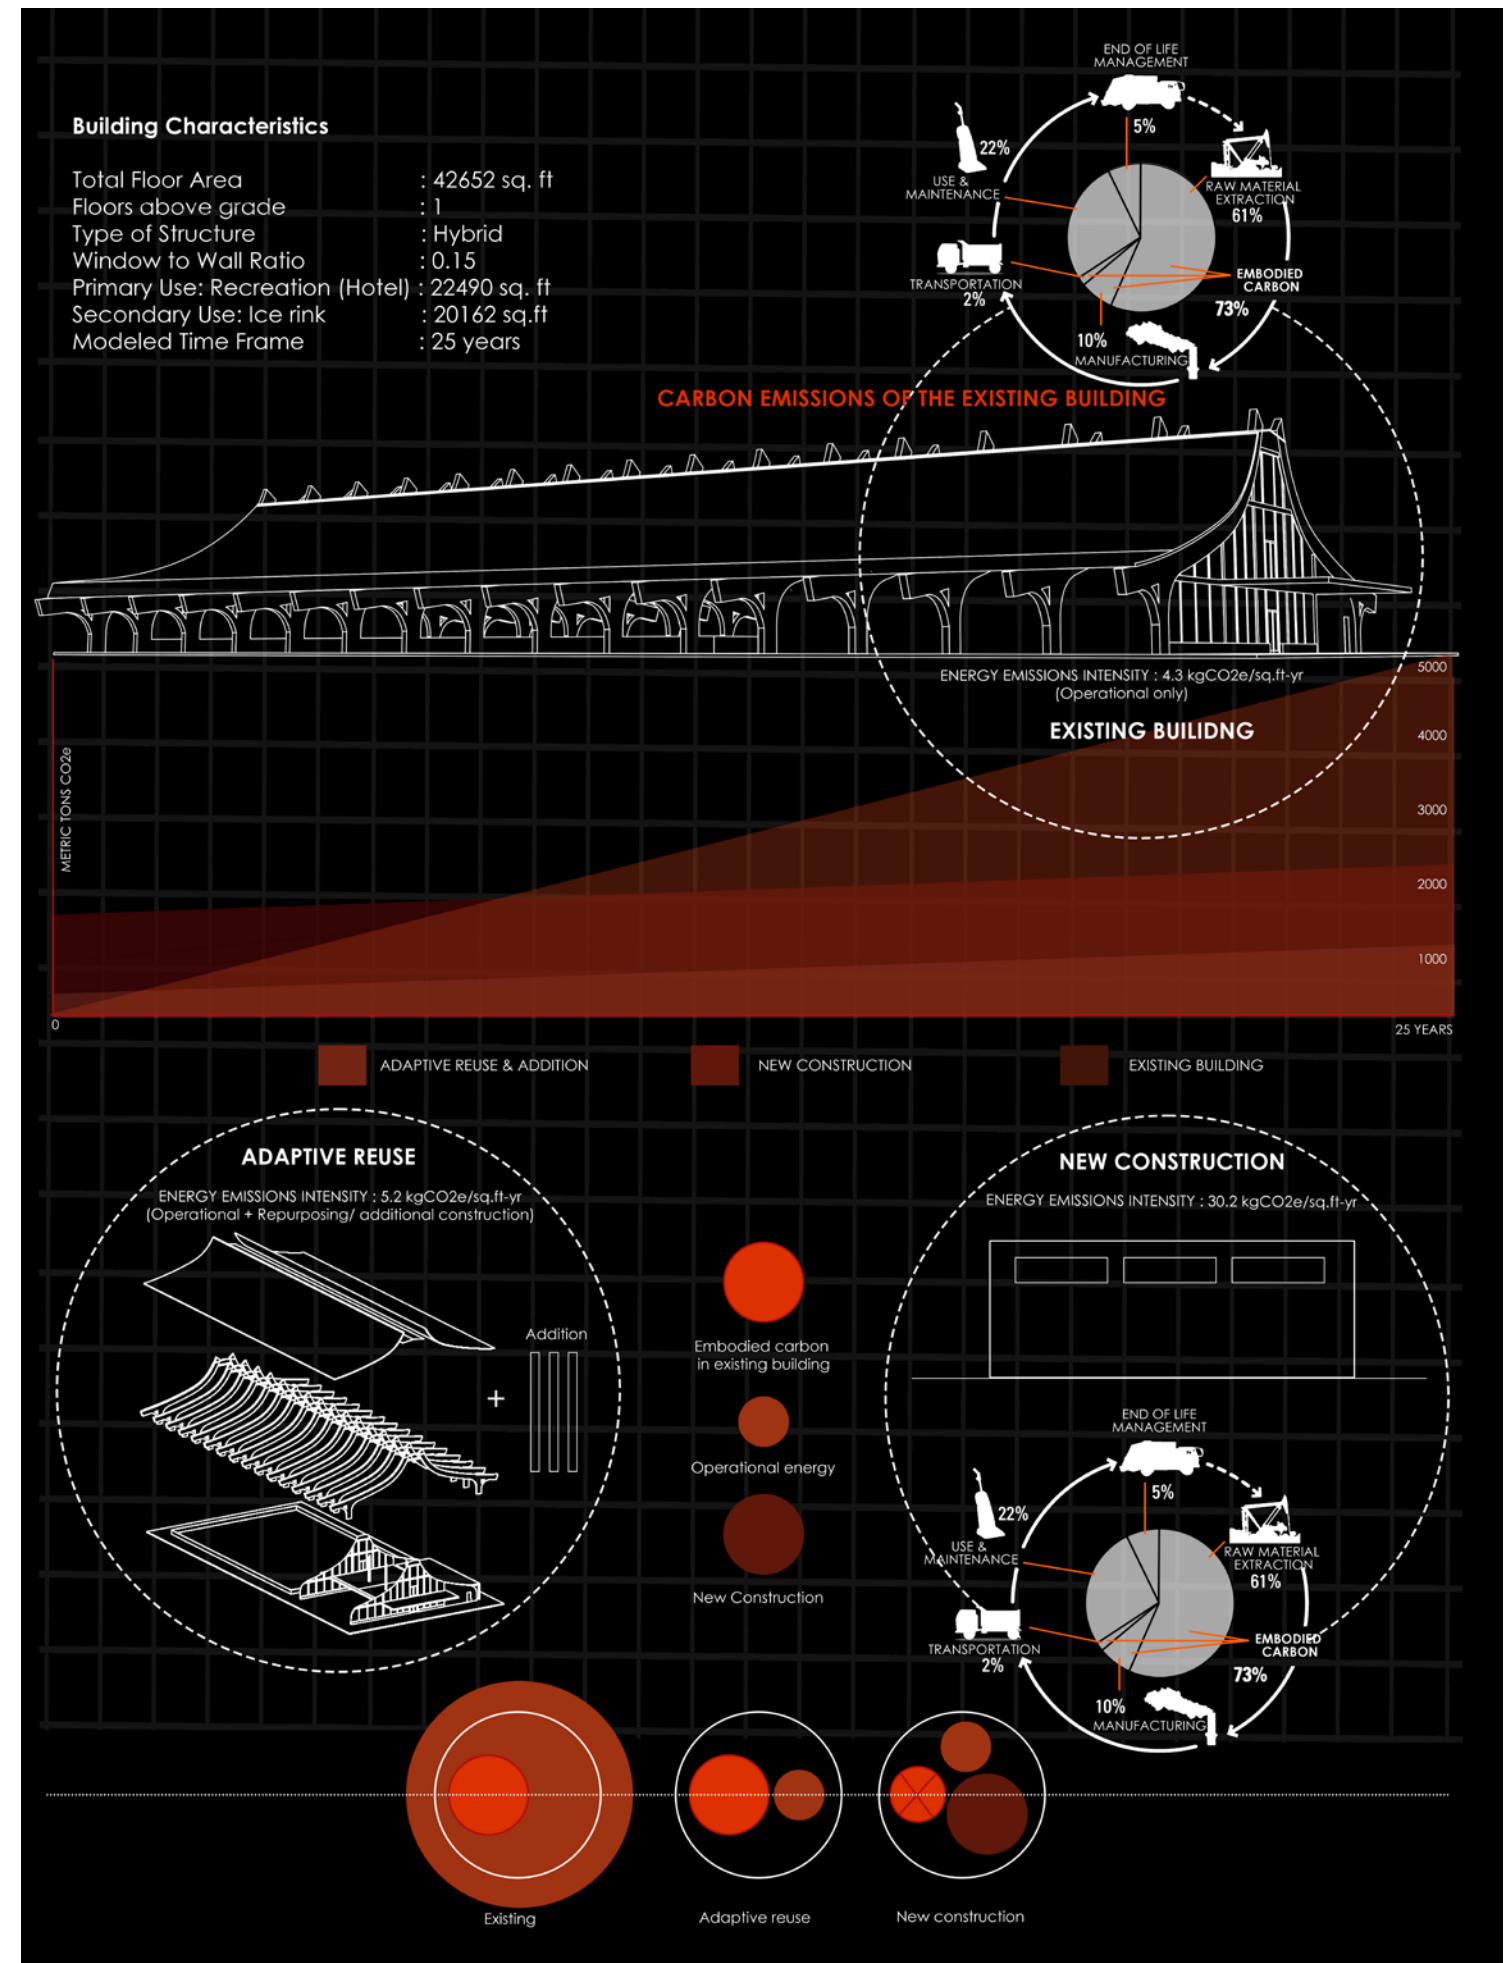 Building Characteristics
Total Floor Area : 42652 sq. ft
Floors above grade : 1
Type of Structure : Hybrid
Window to Wall Ratio : 0.15
Primary Use: Recreation (Hotel) : 22490 sq. ft
Secondary Use: Ice rink : 20162 sq.ft
Modeled Time Frame : 25 years
END OF LIFE
MANAGEMENT
5%
22%
USE &
MAINTENANCE
RAW MATERIAL
EXTRACTION
61%
TRANSPORTATION
2%
EMBODIED
CARBON
73%
10%
MANUFACTURING
CARBON EMISSIONS OF THE EXISTING BUILDING
ENERGY EMISSIONS INTENSITY : 4.3 kgCO2e/sq.ft-yr
(Operational only)
EXISTING BUILIDNG
METRIC TONS CO2e
5000
4000
3000
2000
1000
0
25 YEARS
ADAPTIVE REUSE & ADDITION
NEW CONSTRUCTION
EXISTING BUILDING
ADAPTIVE REUSE
ENERGY EMISSIONS INTENSITY : 5.2 kgCO2e/sq.ft-yr
(Operational + Repurposing/ additional construction)
Addition
+
Embodied carbon
in existing building
Operational energy
New Construction
NEW CONSTRUCTION
ENERGY EMISSIONS INTENSITY : 30.2 kgCO2e/sq.ft-yr
END OF LIFE
MANAGEMENT
5%
22%
USE &
MAINTENANCE
RAW MATERIAL
EXTRACTION
61%
TRANSPORTATION
2%
EMBODIED
CARBON
73%
10%
MANUFACTURING
Existing
Adaptive reuse
New construction